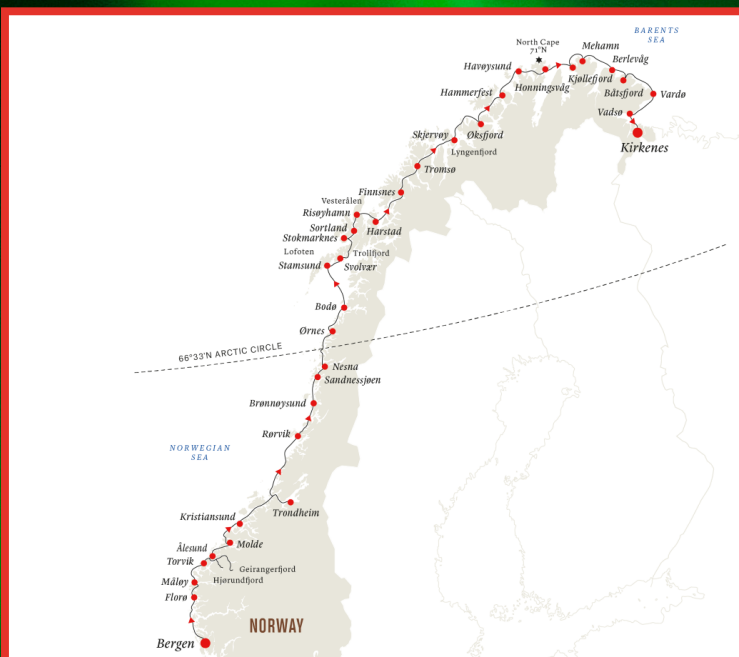 BARENTS
SEA
North Cape
71°N
Mehamn
Berlevåg
Havøysund
Kjøllefjord
Honningsvåg
Båtsfjord
Vardø
Hammerfest
Vadsø
Kirkenes
Skjervøy
Øksfjord
Lyngenfjord
Tromsø
Finnsnes
Vesterålen
Risøyhamn
Sortland
Harstad
Stokmarknes
Lofoten
Trollfjord
Stamsund
Svolvær
Bodø
Ørnes
66°33'N ARCTIC CIRCLE
Nesna
Sandnessjøen
Brønnøysund
Rørvik
NORWEGIAN
SEA
Trondheim
Kristiansund
Molde
Ålesund
Torvik
Geirangerfjord
Hjørundfjord
Måløy
Florø
NORWAY
Bergen